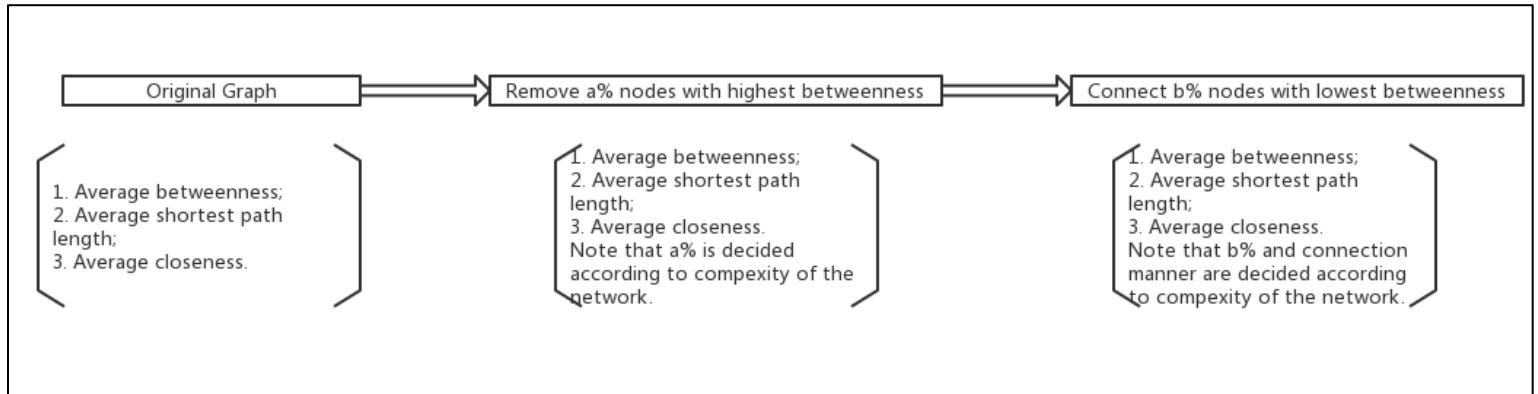 Original Graph
Remove a% nodes with highest betweenness
Connect b% nodes with lowest betweenness
1. Average betweenness;
2. Average shortest path
length;
3. Average closeness.
1. Average betweenness;
2. Average shortest path
length;
3. Average closeness.
Note that a% is decided
according to compexity of the
network.
1. Average betweenness;
2. Average shortest path
length;
3. Average closeness.
Note that b% and connection
manner are decided according
to compexity of the network.